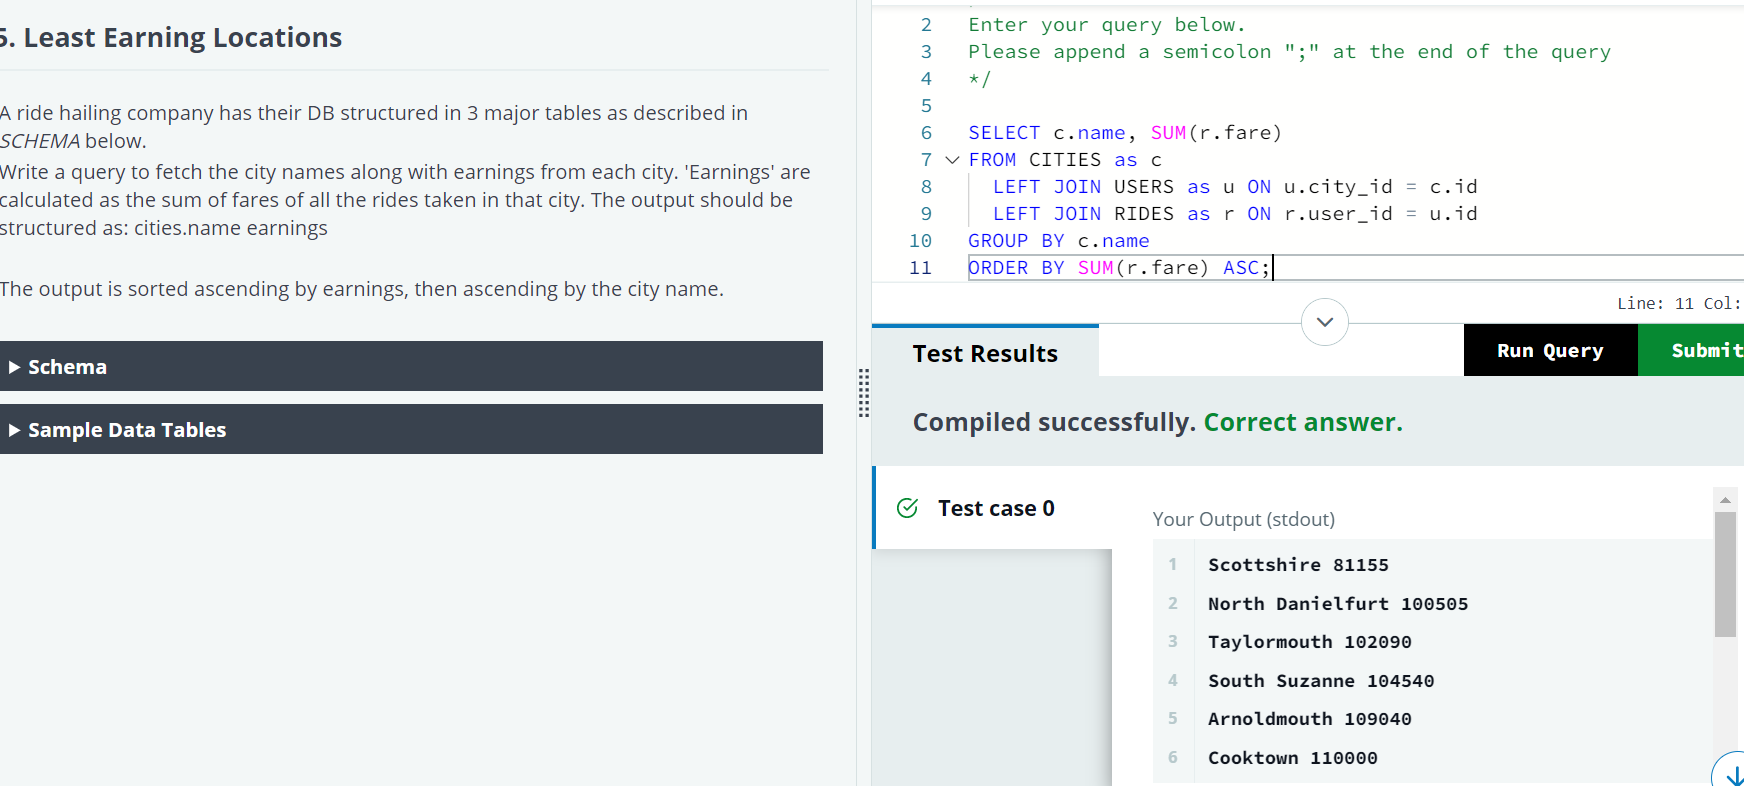 5. Least Earning Locations
A ride hailing company has their DB structured in 3 major tables as described in
SCHEMA below.
Write a query to fetch the city names along with earnings from each city. 'Earnings' are
calculated as the sum of fares of all the rides taken in that city. The output should be
structured as: cities.name earnings
The output is sorted ascending by earnings, then ascending by the city name.
▶ Schema
▶ Sample Data Tables
2 Enter your query below.
3 Please append a semicolon ";" at the end of the query
4 */
5
6 SELECT c.name, SUM(r.fare)
7 FROM CITIES as c
8 LEFT JOIN USERS as u ON u.city_id = c.id
9 LEFT JOIN RIDES as r ON r.user_id = u.id
10 GROUP BY c.name
11 ORDER BY SUM(r.fare) ASC;
Line: 11 Col:
Test Results
Run Query
Submit
Compiled successfully. Correct answer.
Test case 0
Your Output (stdout)
1 Scottshire 81155
2 North Danielfurt 100505
3 Taylormouth 102090
4 South Suzanne 104540
5 Arnoldmouth 109040
6 Cooktown 110000